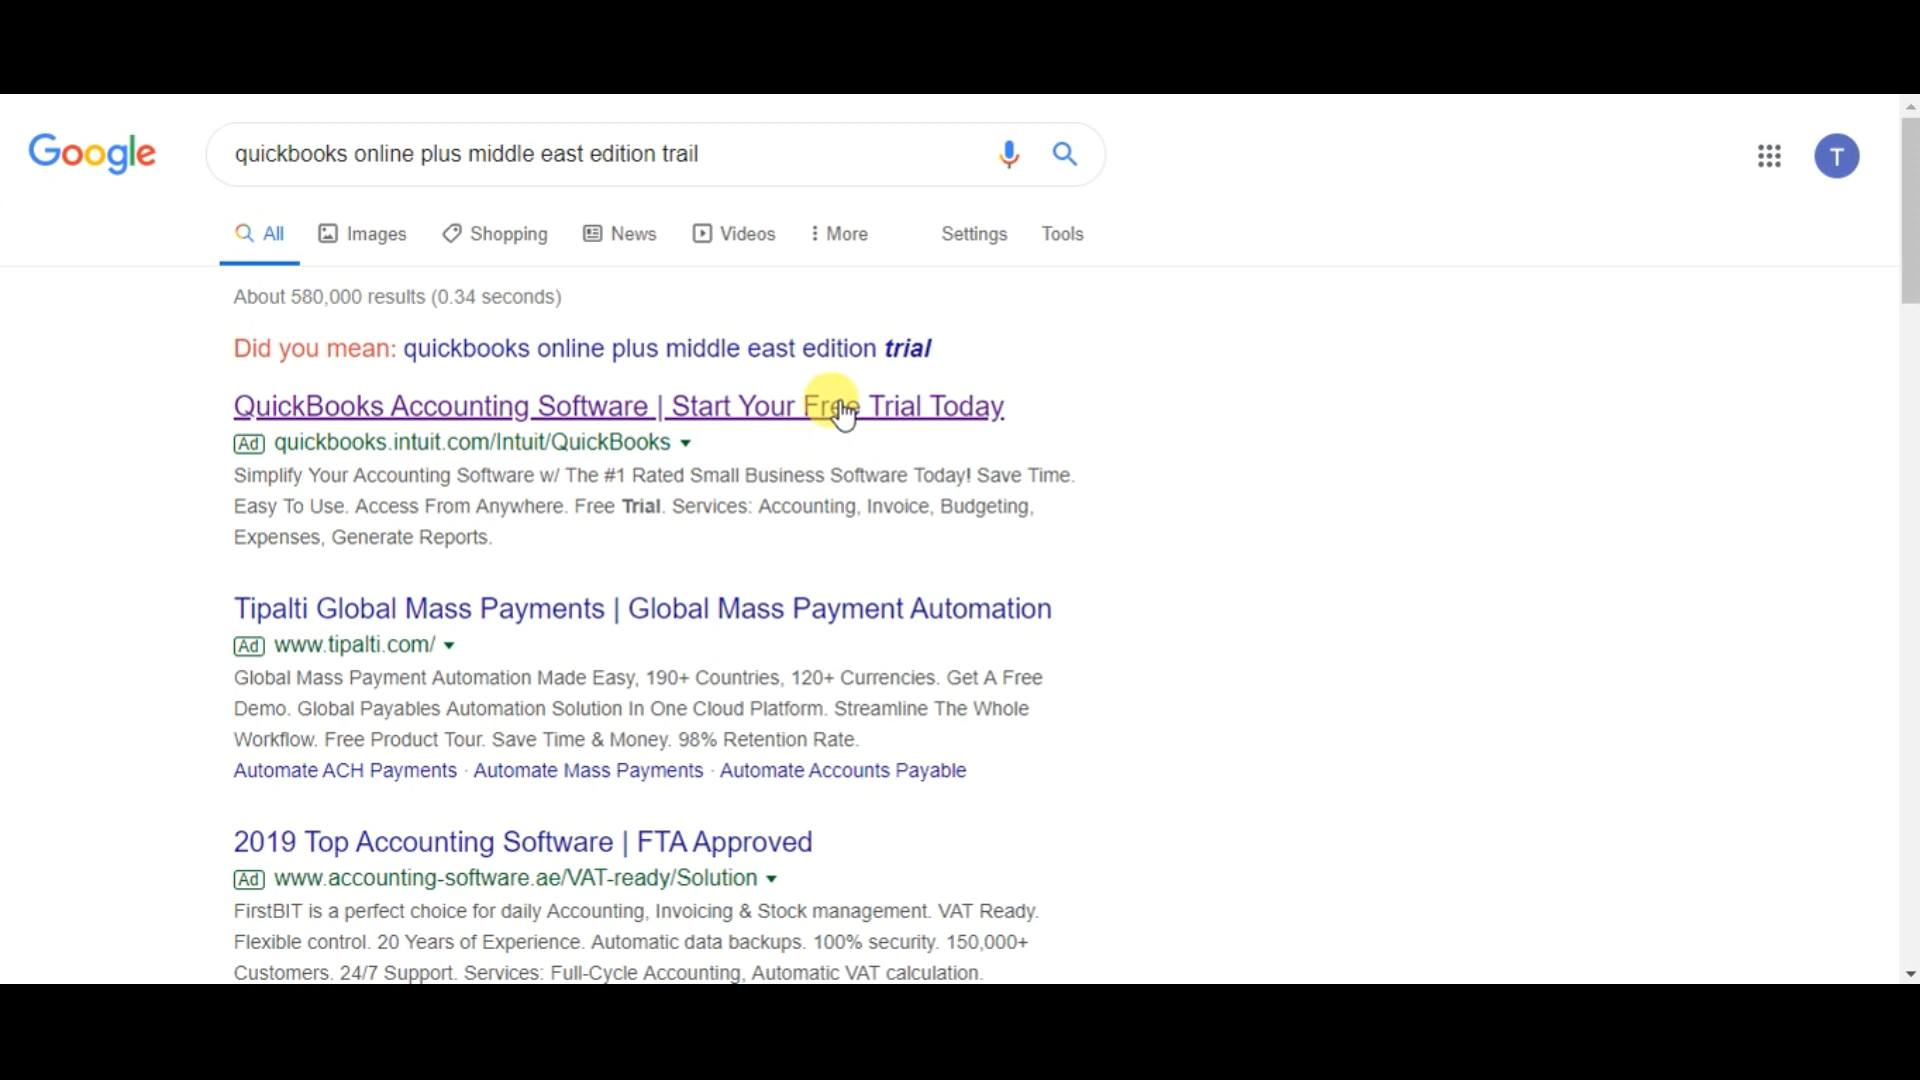 Google
quickbooks online plus middle east edition trail
T
All
Images
Shopping
News
Videos
More
Settings
Tools
About 580,000 results (0.34 seconds)
Did you mean: quickbooks online plus middle east edition trial
QuickBooks Accounting Software | Start Your Free Trial Today
Ad quickbooks.intuit.com/Intuit/QuickBooks
Simplify Your Accounting Software w/ The #1 Rated Small Business Software Today! Save Time.
Easy To Use. Access From Anywhere. Free Trial. Services: Accounting, Invoice, Budgeting,
Expenses, Generate Reports.
Tipalti Global Mass Payments | Global Mass Payment Automation
Ad www.tipalti.com/
Global Mass Payment Automation Made Easy, 190+ Countries, 120+ Currencies. Get A Free
Demo. Global Payables Automation Solution In One Cloud Platform. Streamline The Whole
Workflow. Free Product Tour. Save Time & Money. 98% Retention Rate.
Automate ACH Payments · Automate Mass Payments · Automate Accounts Payable
2019 Top Accounting Software | FTA Approved
Ad www.accounting-software.ae/VAT-ready/Solution
FirstBIT is a perfect choice for daily Accounting, Invoicing & Stock management. VAT Ready.
Flexible control. 20 Years of Experience. Automatic data backups. 100% security. 150,000+
Customers. 24/7 Support. Services: Full-Cycle Accounting, Automatic VAT calculation.